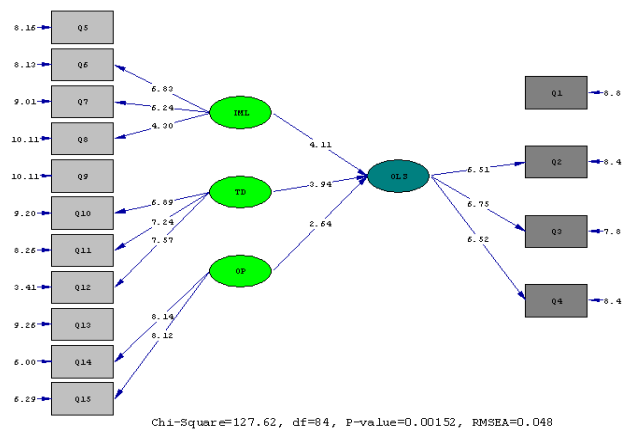 8.16 Q5
8.13 Q6
9.01 Q7
10.11 Q8
10.11 Q9
9.20 Q10
8.26 Q11
3.41 Q12
9.26 Q13
6.00 Q14
6.29 Q15
6.83
6.24
4.30
6.89
7.24
7.57
8.14
8.12
IML
TD
OP
4.11
3.94
2.64
OLS
6.51
6.75
6.52
Q1 8.8
Q2 8.4
Q3 7.8
Q4 8.4
Chi-Square=127.62, df=84, P-value=0.00152, RMSEA=0.048